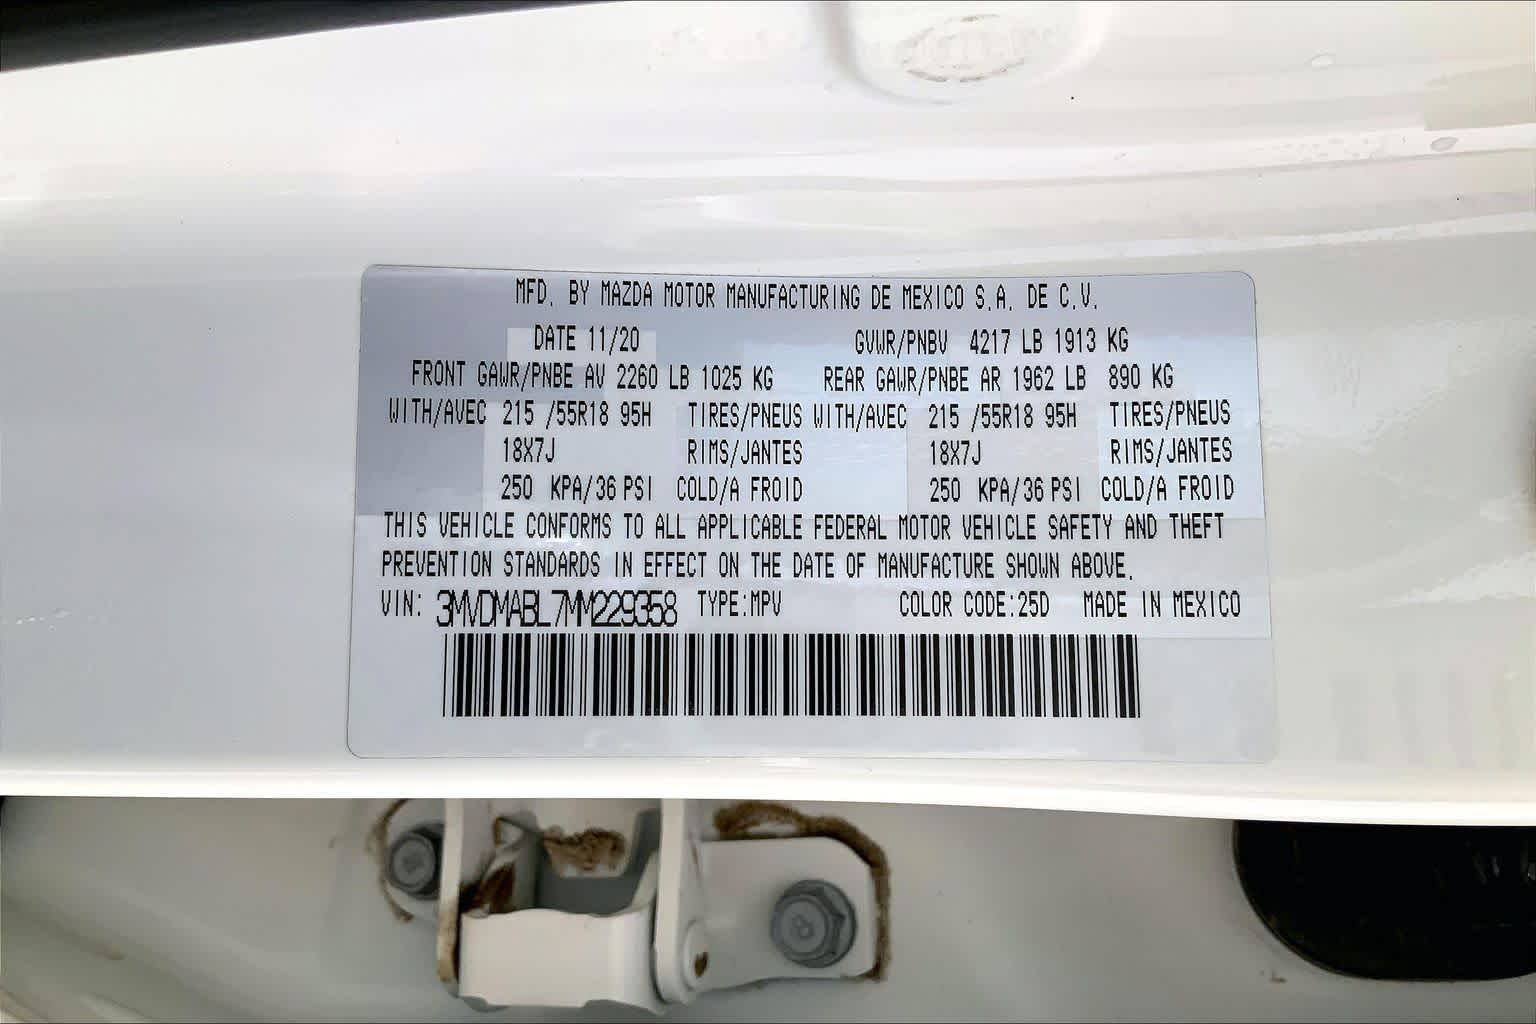 MFD. BY MAZDA MOTOR MANUFACTURING DE MEXICO S.A. DE C.V.
DATE 11/20 GVWR/PNBV 4217 LB 1913 KG
FRONT GAWR/PNBE AV 2260 LB 1025 KG REAR GAWR/PNBE AR 1962 LB 890 KG
WITH/AVEC 215 /55R18 95H TIRES/PNEUS WITH/AVEC 215 /55R18 95H TIRES/PNEUS
18X7J RIMS/JANTES 18X7J RIMS/JANTES
250 KPA/36 PSI COLD/A FROID 250 KPA/36 PSI COLD/A FROID
THIS VEHICLE CONFORMS TO ALL APPLICABLE FEDERAL MOTOR VEHICLE SAFETY AND THEFT
PREVENTION STANDARDS IN EFFECT ON THE DATE OF MANUFACTURE SHOWN ABOVE.
VIN: 3MVDMABL7MM229358 TYPE:MPV COLOR CODE:25D MADE IN MEXICO
8